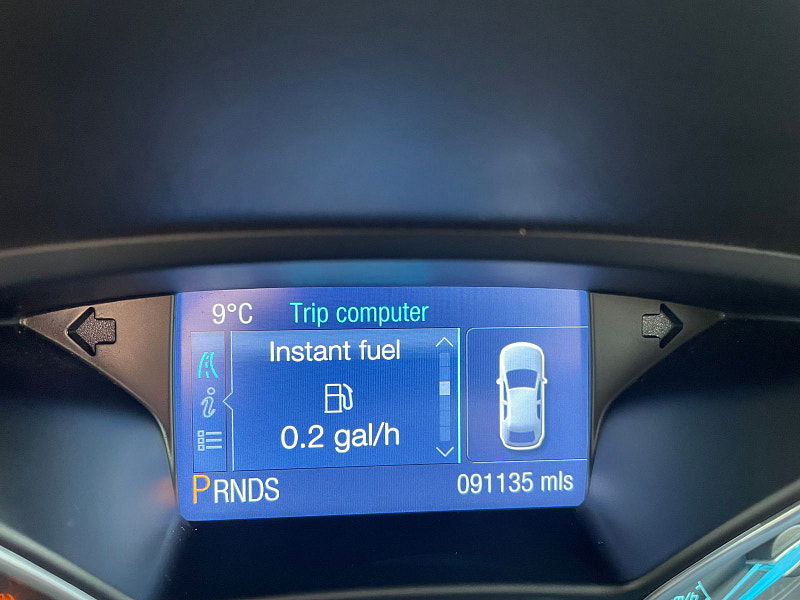 9°C Trip computer
Instant fuel
0.2 gal/h
PRNDS 091135 mls